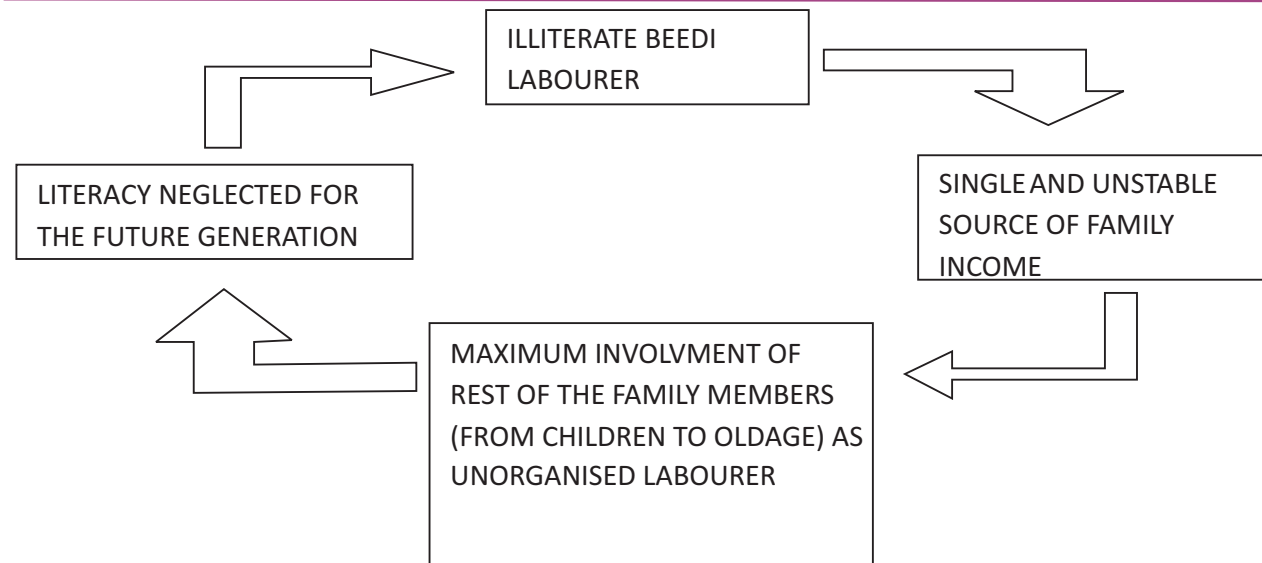 ILLITERATE BEEDI
LABOURER
SINGLE AND UNSTABLE
SOURCE OF FAMILY
INCOME
MAXIMUM INVOLVMENT OF
REST OF THE FAMILY MEMBERS
(FROM CHILDREN TO OLDAGE) AS
UNORGANISED LABOURER
LITERACY NEGLECTED FOR
THE FUTURE GENERATION